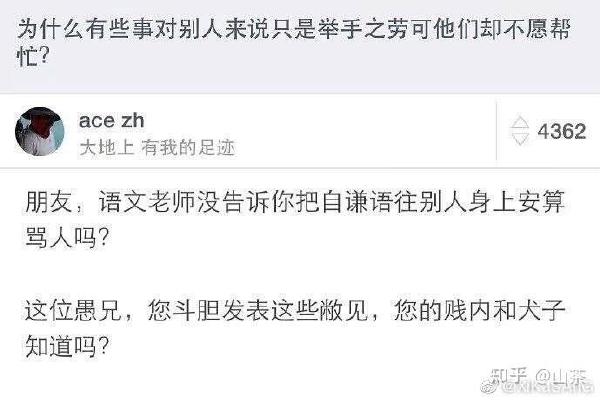 为什么有些事对别人来说只是举手之劳可他们却不愿帮
忙?
ace zh
大地上 有我的足迹
4362
朋友，语文老师没告诉你把自谦语往别人身上安算
骂人吗?
这位愚兄，您斗胆发表这些敝见，您的贱内和犬子
知道吗?
知乎 @山茶